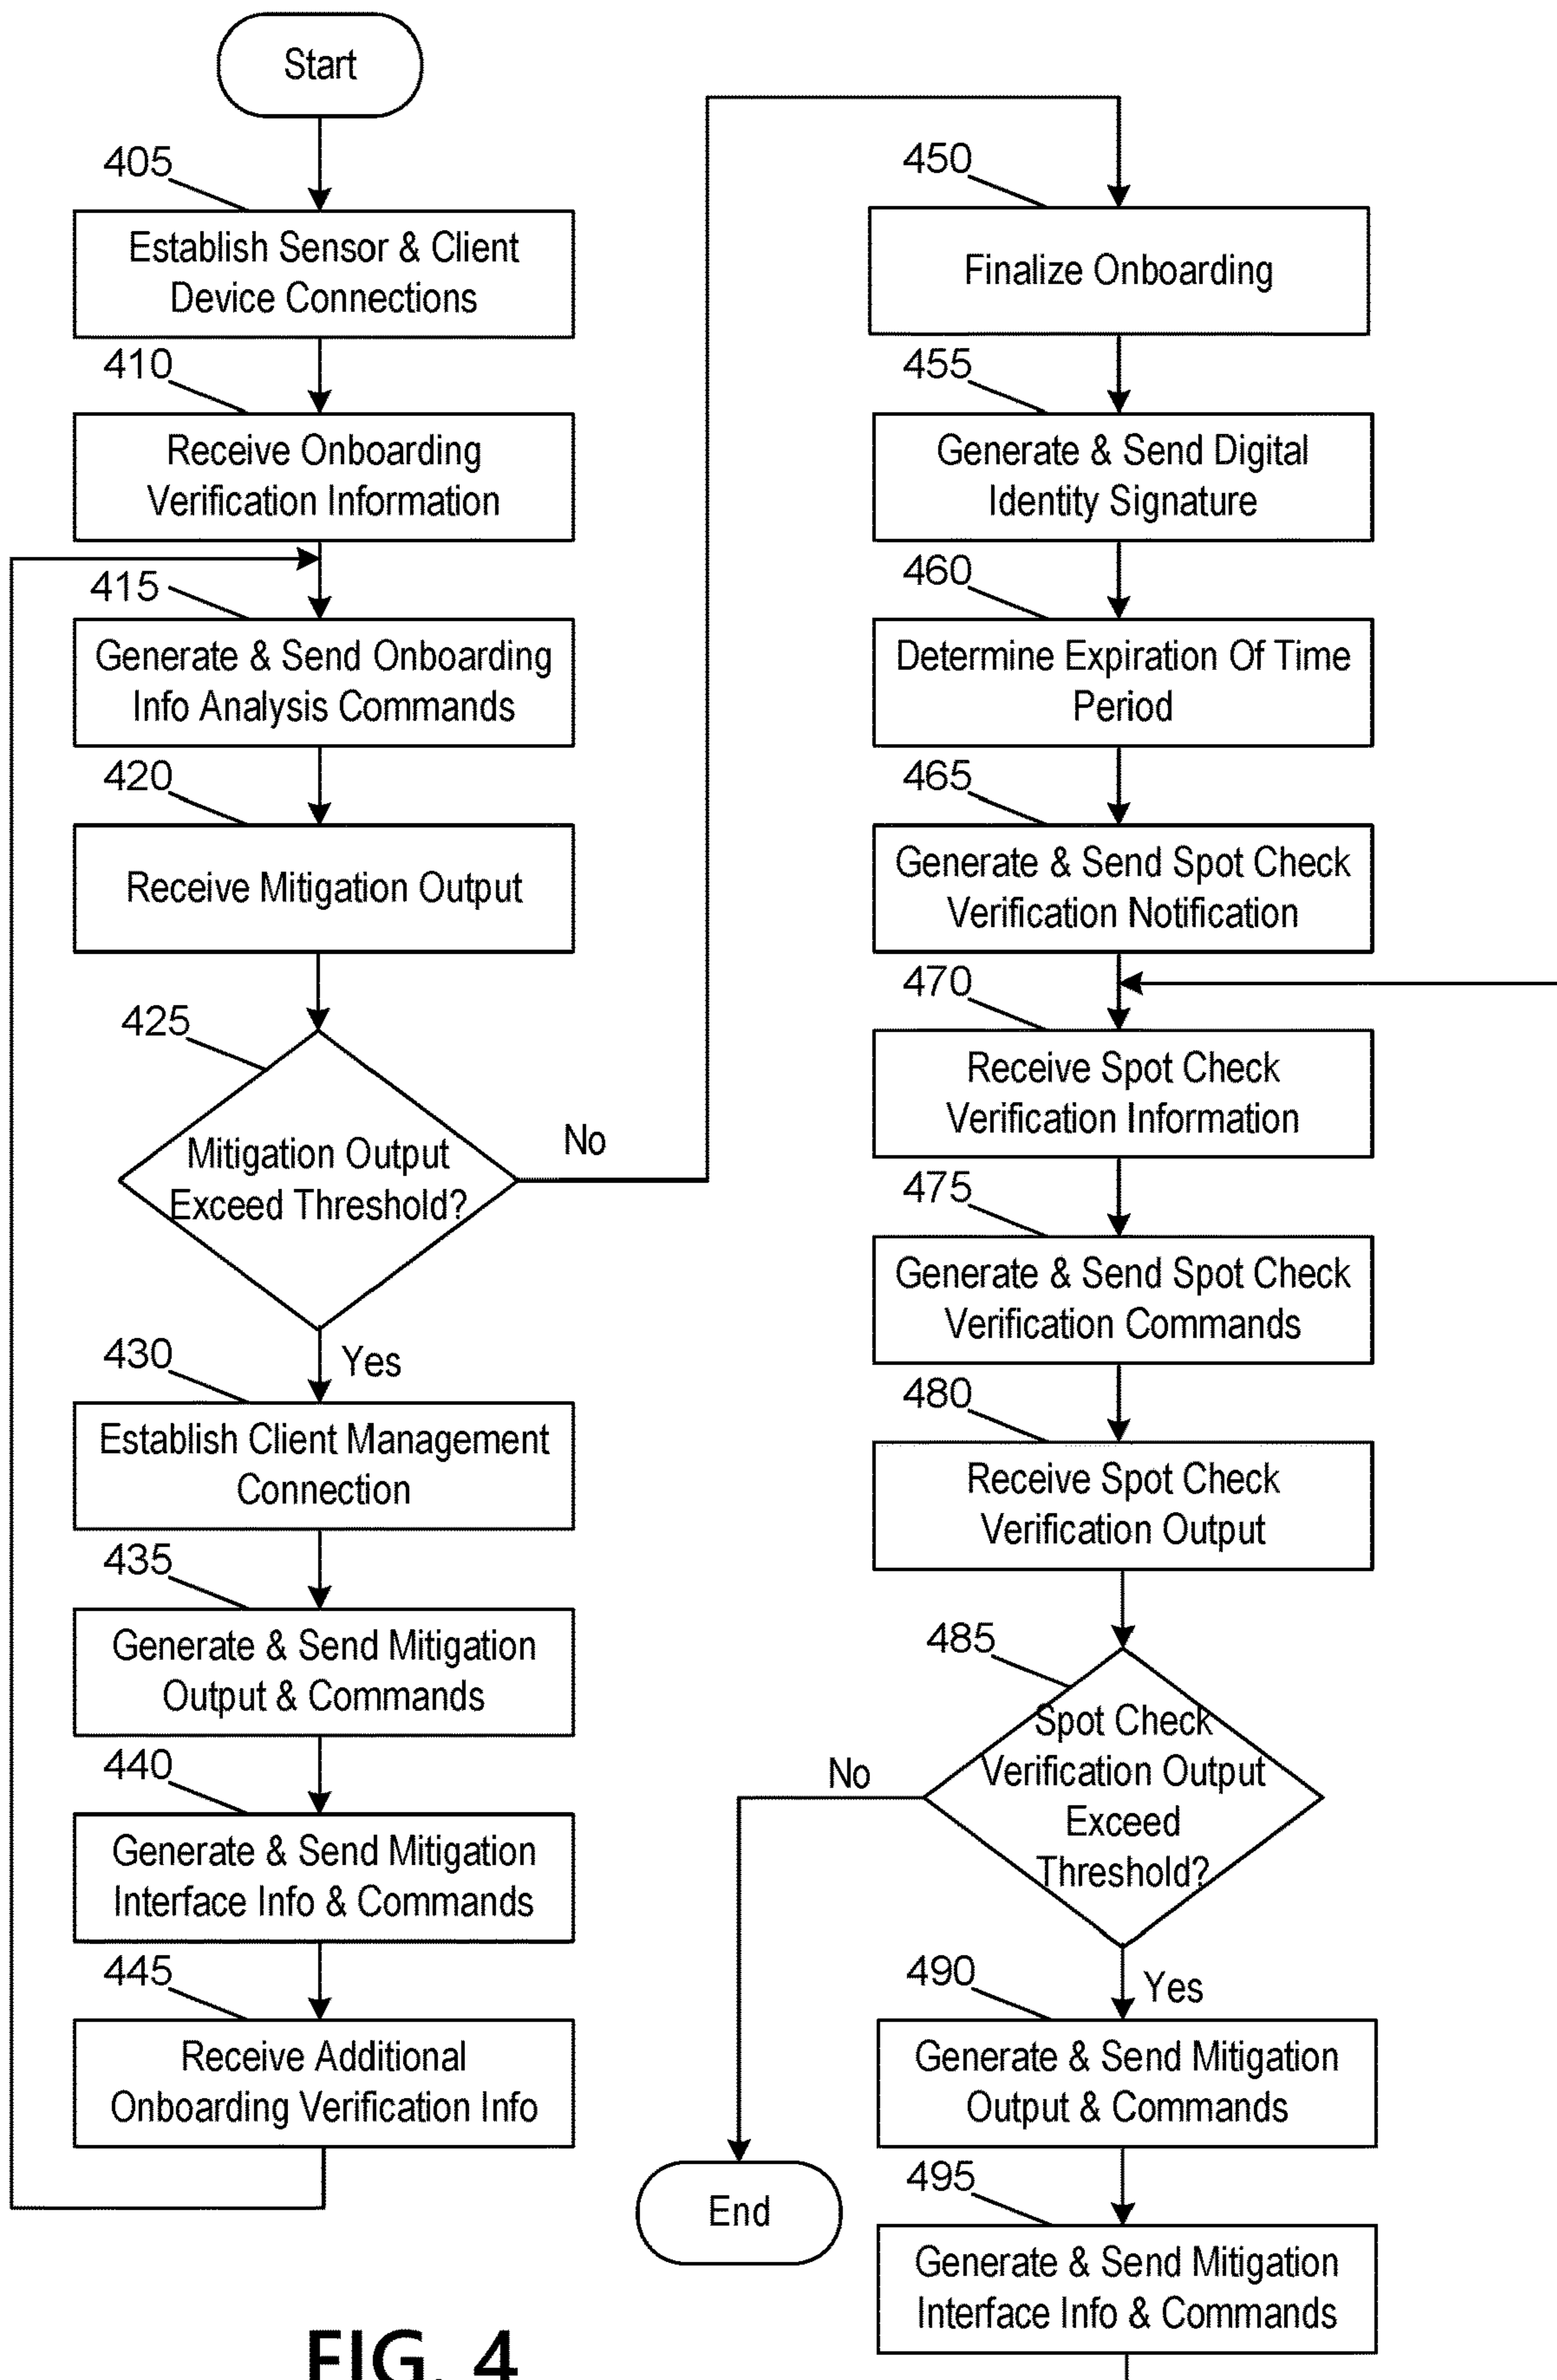 Start
405
Establish Sensor & Client
Device Connections
410
Receive Onboarding
Verification Information
415
Generate & Send Onboarding
Info Analysis Commands
420
Receive Mitigation Output
425
Mitigation Output
Exceed Threshold?
No
Yes
430
Establish Client Management
Connection
435
Generate & Send Mitigation
Output & Commands
440
Generate & Send Mitigation
Interface Info & Commands
445
Receive Additional
Onboarding Verification Info
450
Finalize Onboarding
455
Generate & Send Digital
Identity Signature
460
Determine Expiration Of Time
Period
465
Generate & Send Spot Check
Verification Notification
470
Receive Spot Check
Verification Information
475
Generate & Send Spot Check
Verification Commands
480
Receive Spot Check
Verification Output
485
Spot Check
Verification Output
Exceed
Threshold?
No
Yes
End
490
Generate & Send Mitigation
Output & Commands
495
Generate & Send Mitigation
Interface Info & Commands
FIG. 4